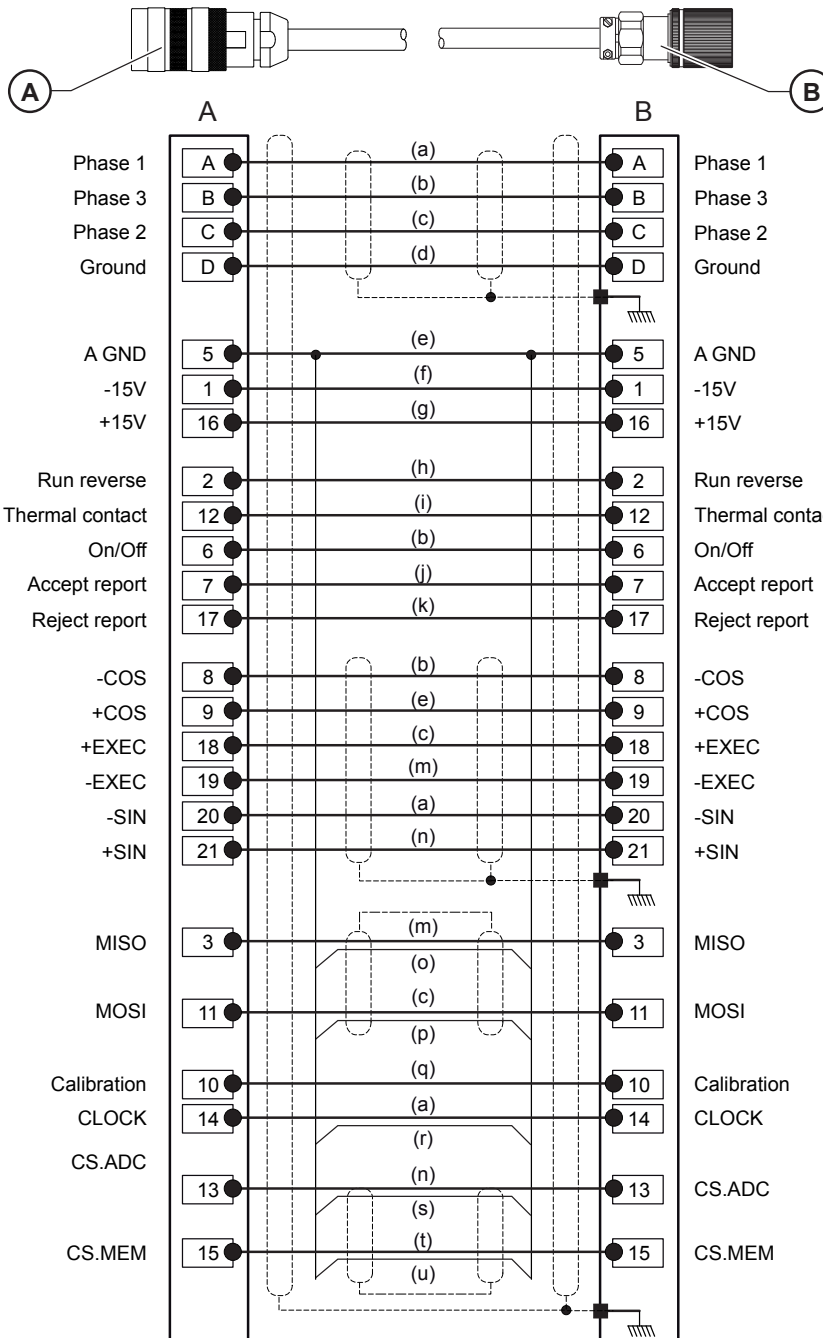 A B
A B
Phase 1 A (a) A Phase 1
Phase 3 B (b) B Phase 3
Phase 2 C (c) C Phase 2
Ground D (d) D Ground
A GND 5 (e) 5 A GND
-15V 1 (f) 1 -15V
+15V 16 (g) 16 +15V
Run reverse 2 (h) 2 Run reverse
Thermal contact 12 (i) 12 Thermal conta
On/Off 6 (b) 6 On/Off
Accept report 7 (j) 7 Accept report
Reject report 17 (k) 17 Reject report
-COS 8 (b) 8 -COS
+COS 9 (e) 9 +COS
+EXEC 18 (c) 18 +EXEC
-EXEC 19 (m) 19 -EXEC
-SIN 20 (a) 20 -SIN
+SIN 21 (n) 21 +SIN
MISO 3 (m) 3 MISO
(o)
MOSI 11 (c) 11 MOSI
(p)
Calibration 10 (q) 10 Calibration
CLOCK 14 (a) 14 CLOCK
(r)
CS.ADC
13 (n) 13 CS.ADC
(s)
CS.MEM 15 (t) 15 CS.MEM
(u)